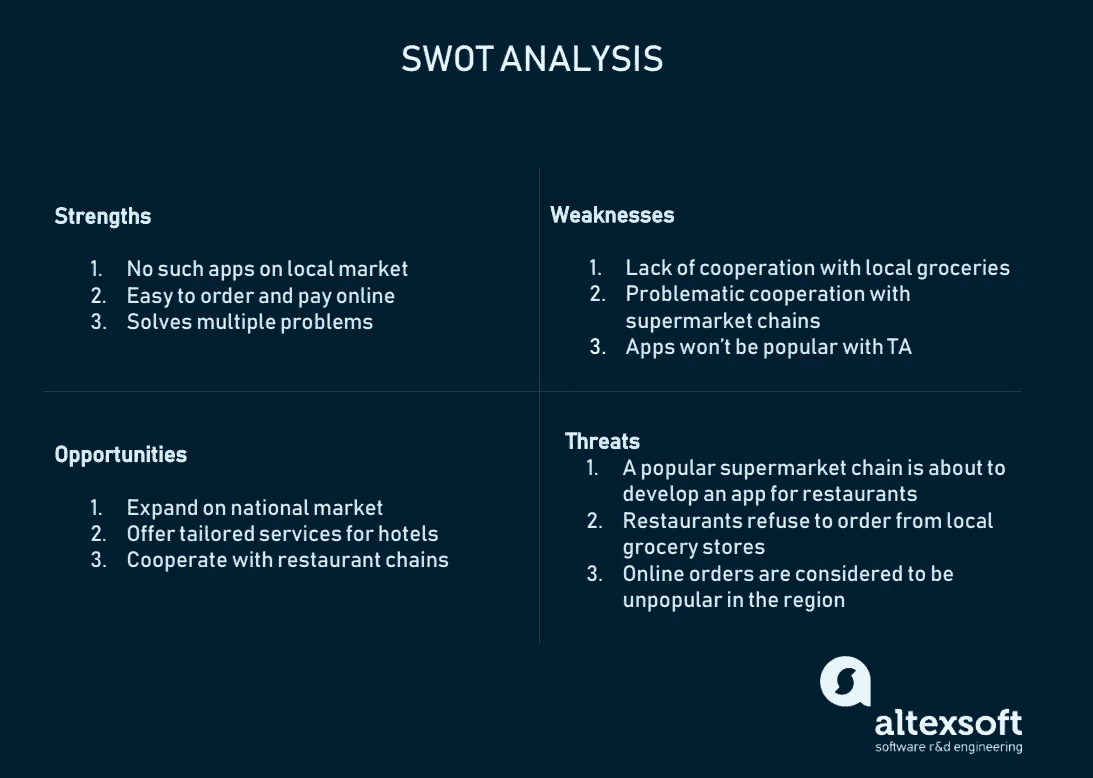 SWOT ANALYSIS
Strengths
1. No such apps on local market
2. Easy to order and pay online
3. Solves multiple problems
Weaknesses
1. Lack of cooperation with local groceries
2. Problematic cooperation with
supermarket chains
3. Apps won't be popular with TA
Opportunities
1. Expand on national market
2. Offer tailored services for hotels
3. Cooperate with restaurant chains
Threats
1. A popular supermarket chain is about to
develop an app for restaurants
2. Restaurants refuse to order from local
grocery stores
3. Online orders are considered to be
unpopular in the region
altexsoft
software r&d engineering